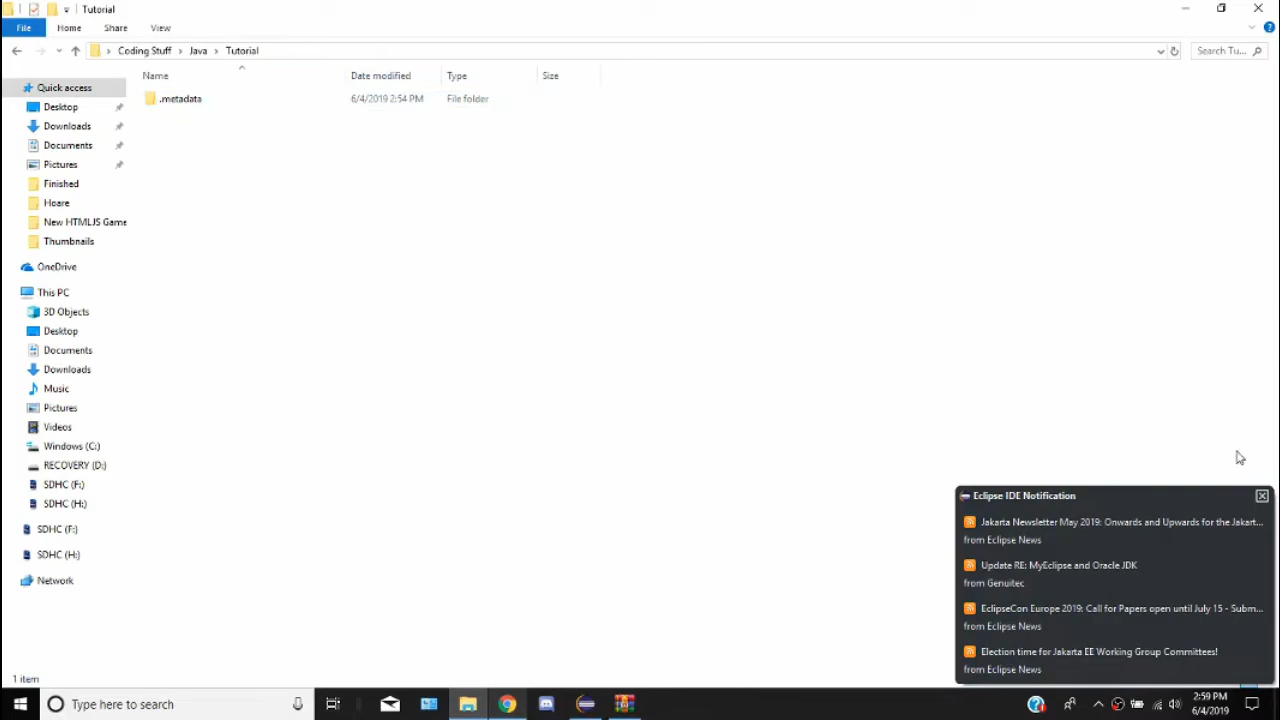 Tutorial
File Home Share View
Coding Stuff Java Tutorial Search Tu...
Name Date modified Type Size
.metadata 6/4/2019 2:54 PM File folder
Quick access
Desktop
Downloads
Documents
Pictures
Finished
Hoare
New HTMLJS Game
Thumbnails
OneDrive
This PC
3D Objects
Desktop
Documents
Downloads
Music
Pictures
Videos
Windows (C:)
RECOVERY (D:)
SDHC (F:)
SDHC (H:)
SDHC (F:)
SDHC (H:)
Network
Eclipse IDE Notification
Jakarta Newsletter May 2019: Onwards and Upwards for the Jakart...
from Eclipse News
Update RE: MyEclipse and Oracle JDK
from Genuitec
EclipseCon Europe 2019: Call for Papers open until July 15 - Subm...
from Eclipse News
Election time for Jakarta EE Working Group Committees!
from Eclipse News
1 item
Type here to search
2:59 PM
6/4/2019